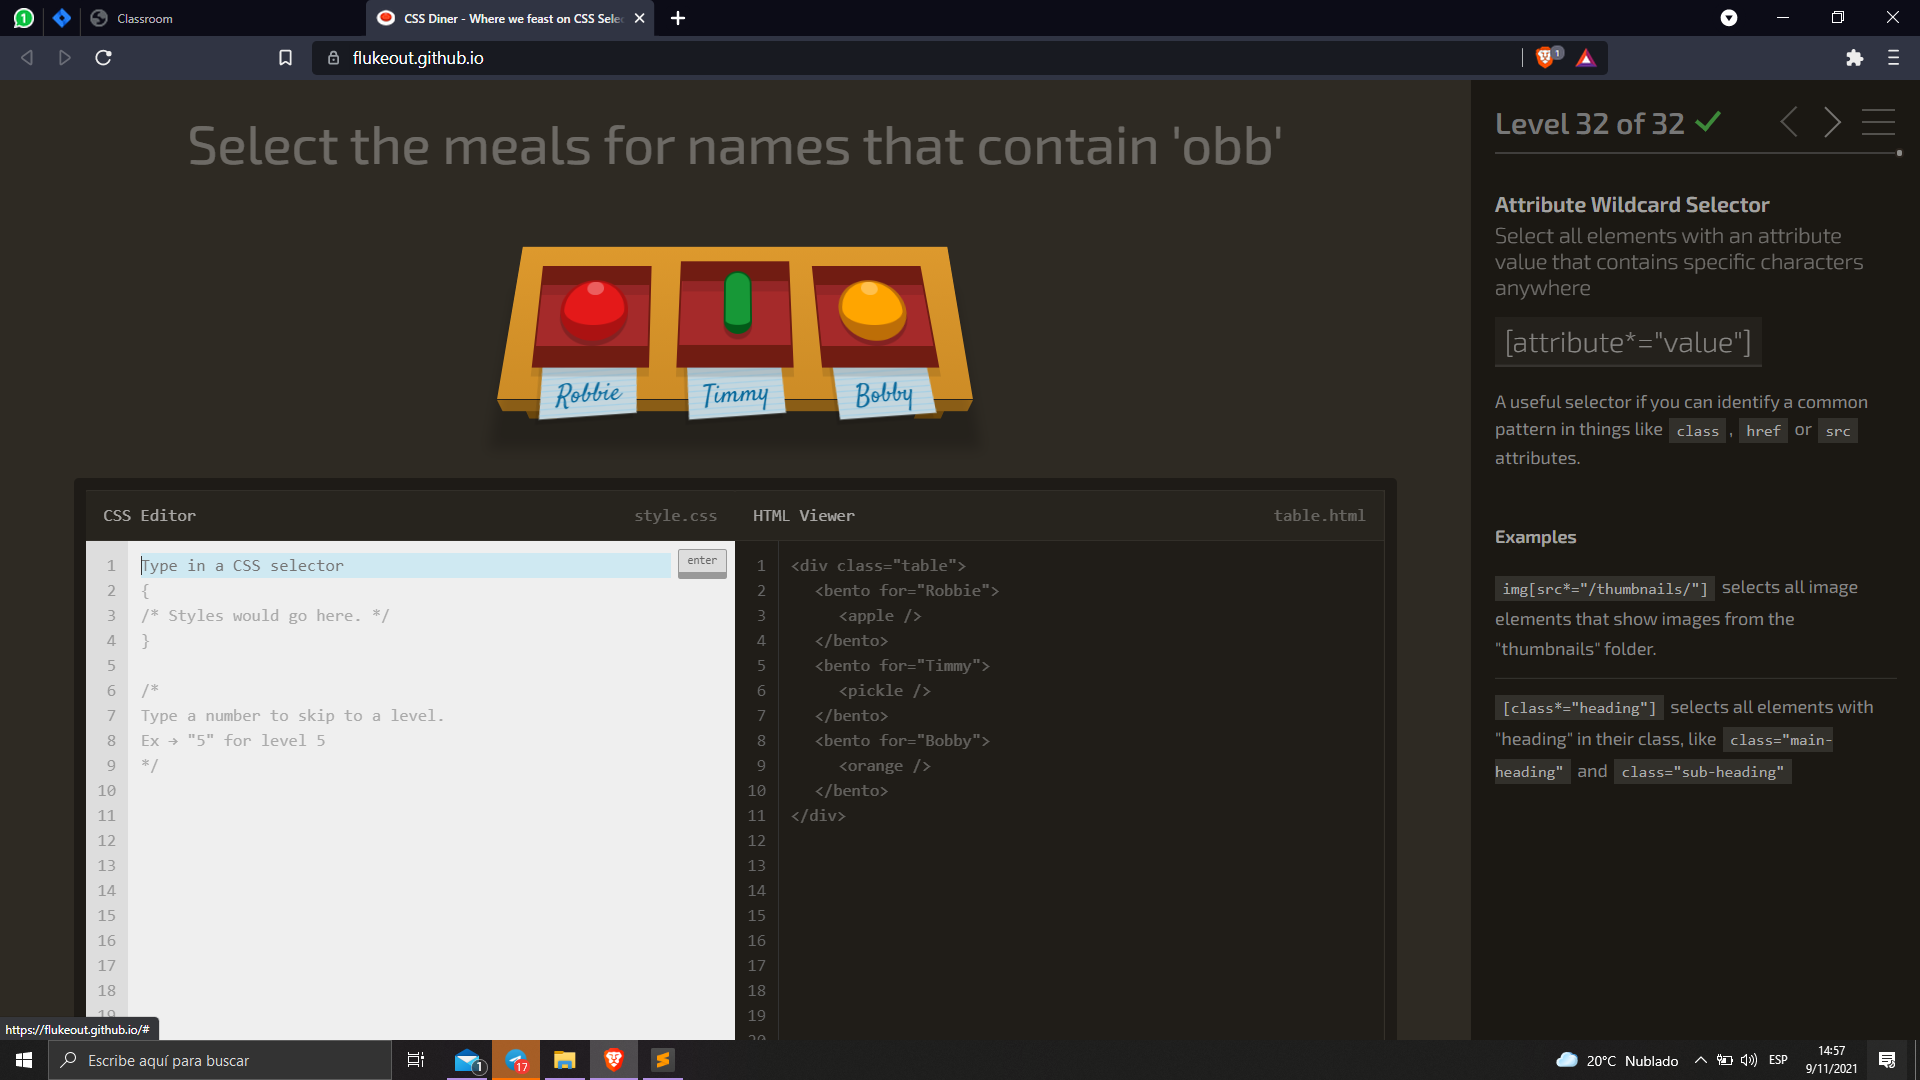 1
Classroom
CSS Diner - Where we feast on CSS Sele
flukeout.github.io
1
Select the meals for names that contain 'obb'
Robbie
Timmy
Bobby
CSS Editor
style.css
1 Type in a CSS selector
enter
2 {
3 /* Styles would go here. */
4 }
5
6 /*
7 Type a number to skip to a level.
8 Ex → "5" for level 5
9 */
10
11
12
13
14
15
16
17
18
19
HTML Viewer
table.html
1 <div class="table">
2 <bento for="Robbie">
3 <apple />
4 </bento>
5 <bento for="Timmy">
6 <pickle />
7 </bento>
8 <bento for="Bobby">
9 <orange />
10 </bento>
11 </div>
12
13
14
15
16
17
18
19
20
Level 32 of 32
Attribute Wildcard Selector
Select all elements with an attribute
value that contains specific characters
anywhere
[attribute*="value"]
A useful selector if you can identify a common
pattern in things like class , href or src
attributes.
Examples
img[src*="/thumbnails/"] selects all image
elements that show images from the
"thumbnails" folder.
[class*="heading"] selects all elements with
"heading" in their class, like class="main-
heading" and class="sub-heading"
https://flukeout.github.io/#
Escribe aquí para buscar
1
17
20°C Nublado
ESP
14:57
9/11/2021